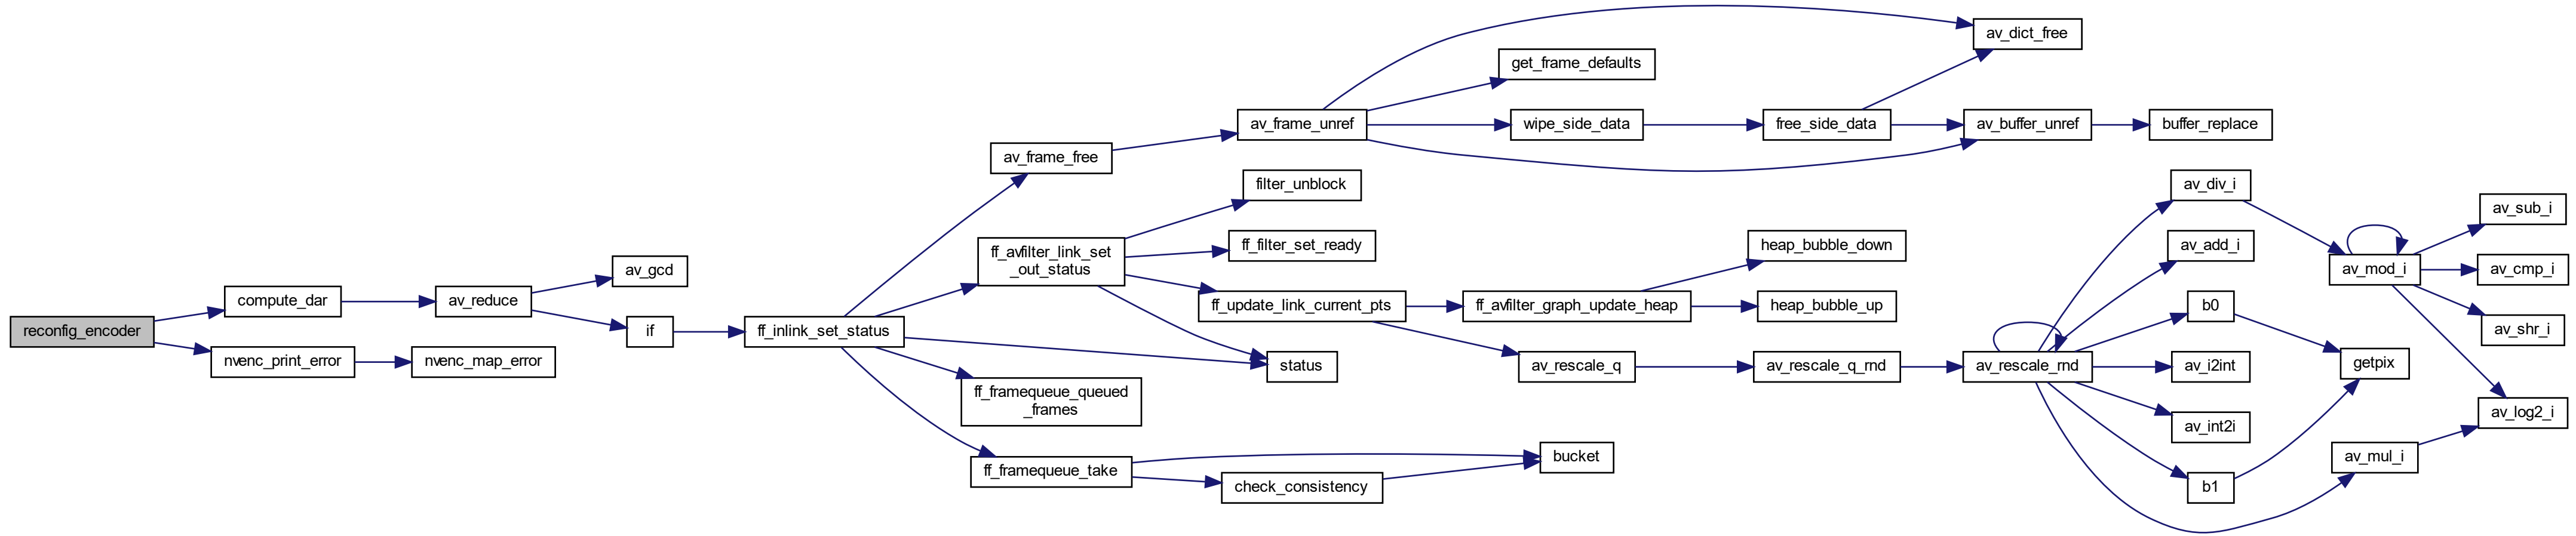 reconfig_encoder
compute_dar
nvenc_print_error
av_reduce
nvenc_map_error
av_gcd
if
ff_inlink_set_status
av_frame_free
ff_avfilter_link_set
_out_status
ff_framequeue_queued
_frames
ff_framequeue_take
av_frame_unref
filter_unblock
ff_filter_set_ready
ff_update_link_current_pts
status
check_consistency
get_frame_defaults
wipe_side_data
ff_avfilter_graph_update_heap
av_rescale_q
bucket
free_side_data
heap_bubble_down
heap_bubble_up
av_rescale_q_rnd
av_dict_free
av_buffer_unref
av_rescale_rnd
buffer_replace
av_div_i
av_add_i
b0
av_i2int
av_int2i
b1
av_mod_i
getpix
av_mul_i
av_sub_i
av_cmp_i
av_shr_i
av_log2_i